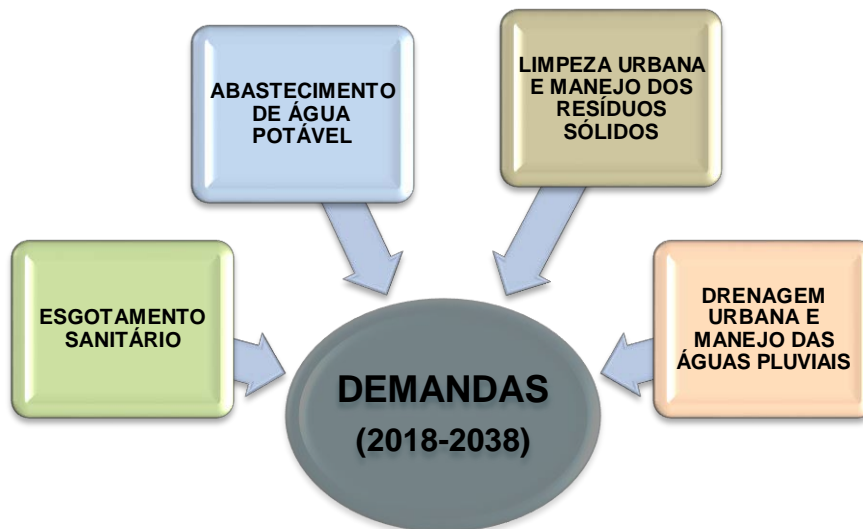 ABASTECIMENTO
DE ÁGUA
POTÁVEL
LIMPEZA URBANA
E MANEJO DOS
RESÍDUOS
SÓLIDOS
ESGOTAMENTO
SANITÁRIO
DRENAGEM
URBANA E
MANEJO DAS
ÁGUAS PLUVIAIS
DEMANDAS
(2018-2038)